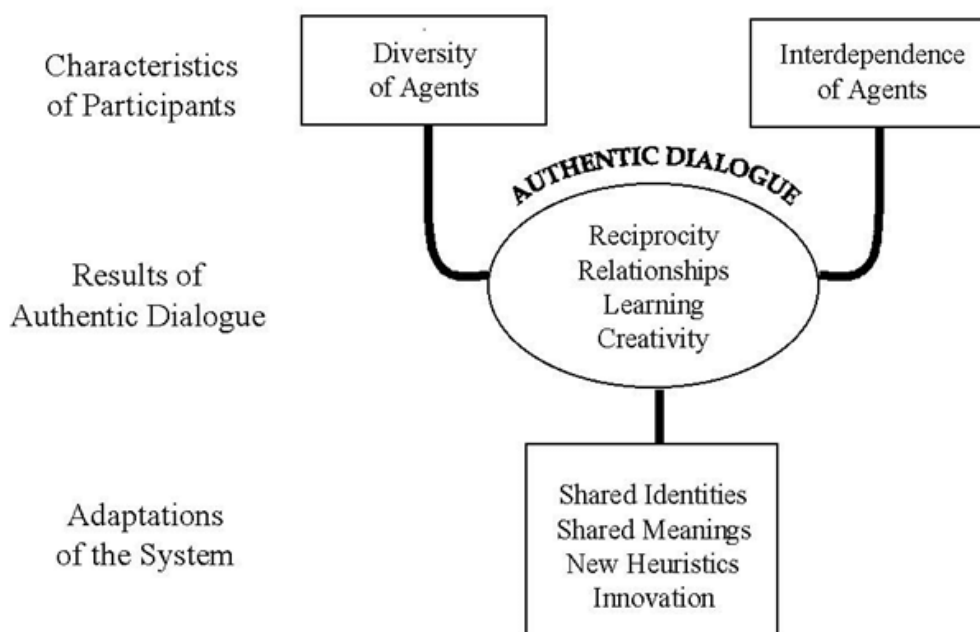 Characteristics
of Participants
Diversity
of Agents
Interdependence
of Agents
AUTHENTIC DIALOGUE
Results of
Authentic Dialogue
Reciprocity
Relationships
Learning
Creativity
Adaptations
of the System
Shared Identities
Shared Meanings
New Heuristics
Innovation